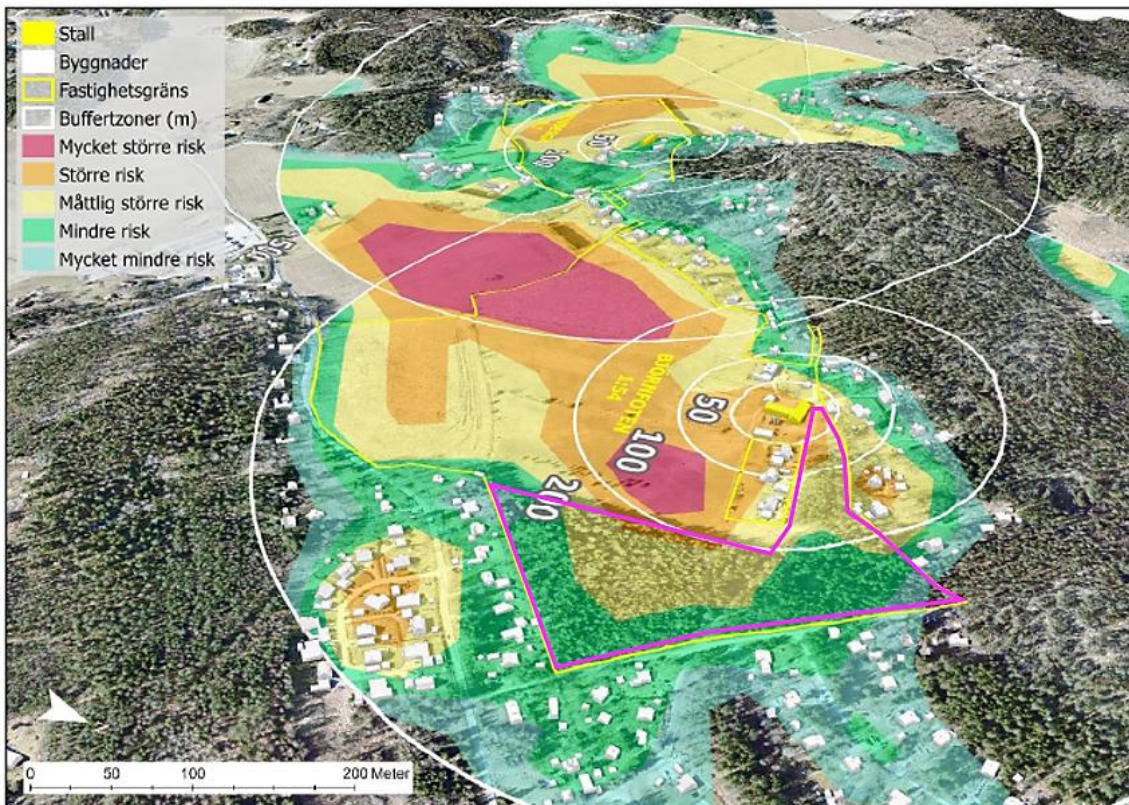 Stall
Byggnader
Fastighetsgräns
Buffertzoner (m)
Mycket större risk
Större risk
Måttlig större risk
Mindre risk
Mycket mindre risk
50
100
BJÖRNFOTEN
1:54
50
100
200
0 50 100 200 Meter